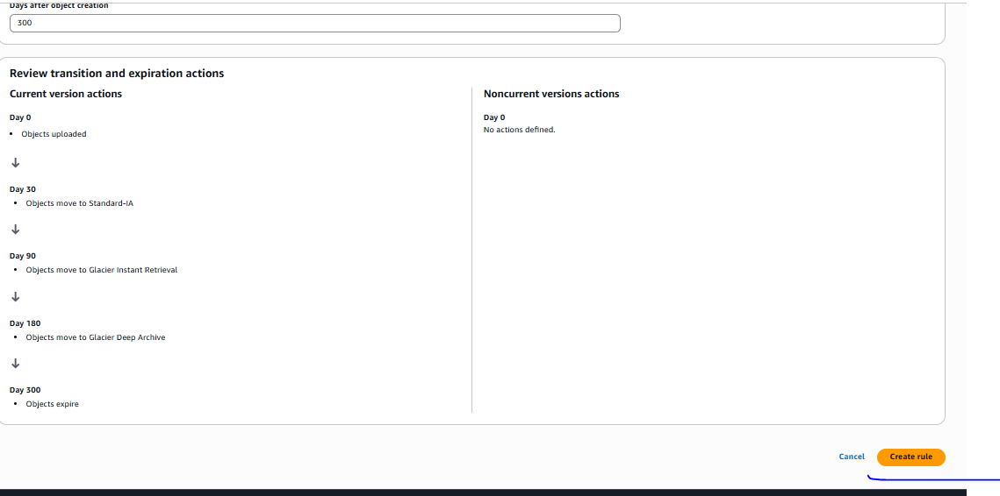 Days after object creation
300
Review transition and expiration actions
Current version actions
Day 0
• Objects uploaded
↓
Day 30
• Objects move to Standard-IA
↓
Day 90
• Objects move to Glacier Instant Retrieval
↓
Day 180
• Objects move to Glacier Deep Archive
↓
Day 300
• Objects expire
Noncurrent versions actions
Day 0
No actions defined.
Cancel
Create rule